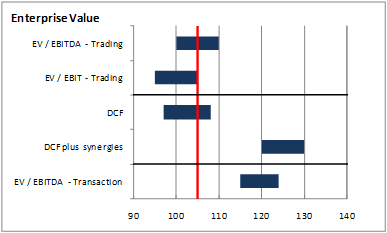 Enterprise Value
EV / EBITDA - Trading
EV / EBIT - Trading
DCF
DCF plus synergies
EV / EBITDA - Transaction
90 100 110 120 130 140